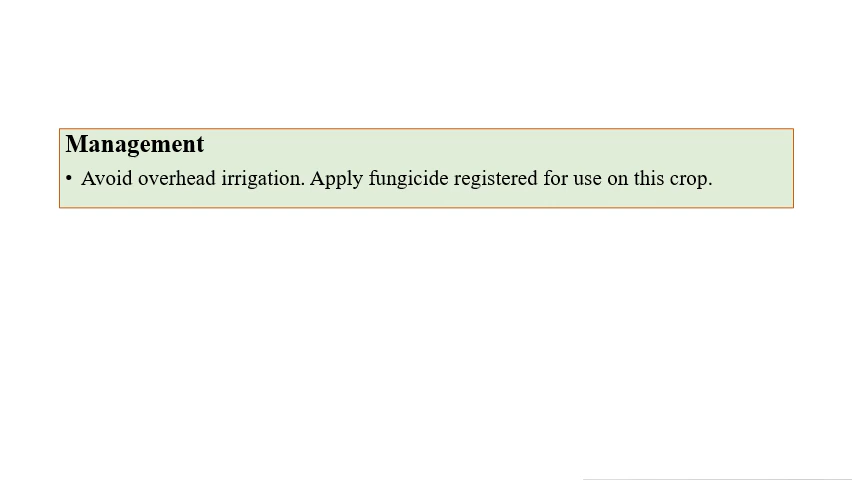 Management
• Avoid overhead irrigation. Apply fungicide registered for use on this crop.